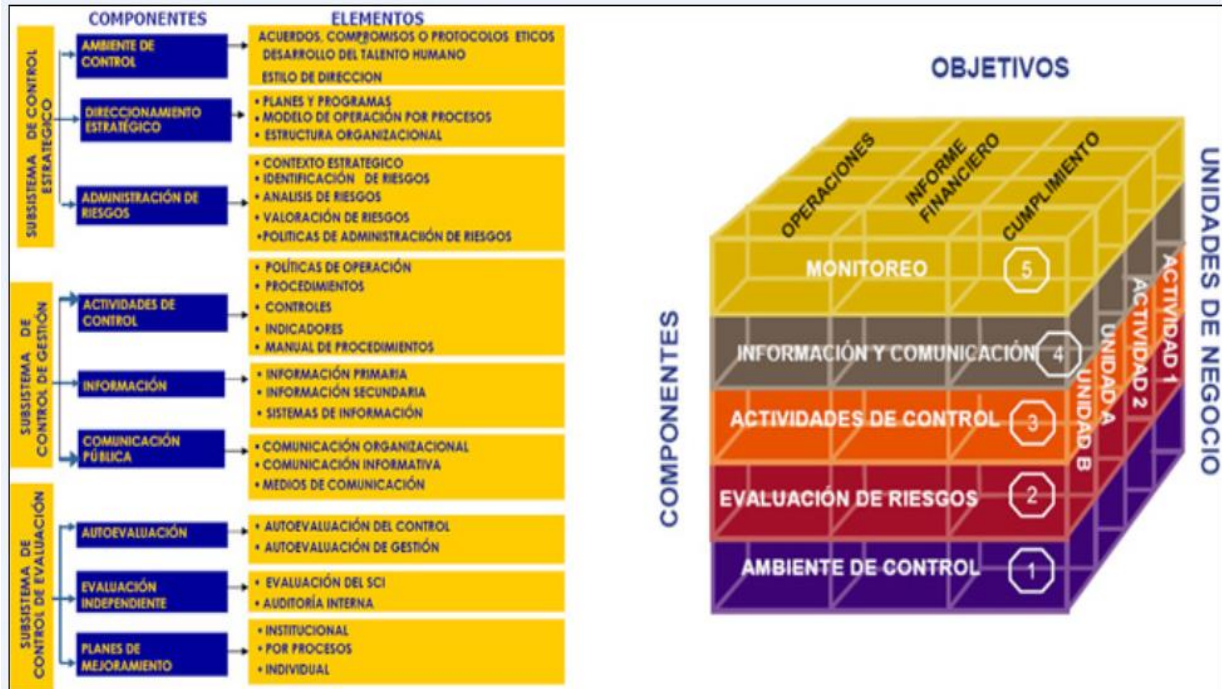 COMPONENTES
ELEMENTOS
SUBSISTEMA DE CONTROL
ESTRATEGICO
AMBIENTE DE
CONTROL
ACUERDOS, COMPROMISOS O PROTOCOLOS ETICOS
DESARROLLO DEL TALENTO HUMANO
ESTILO DE DIRECCION
DIRECCIONAMIENTO
ESTRATÉGICO
• PLANES Y PROGRAMAS
• MODELO DE OPERACIÓN POR PROCESOS
• ESTRUCTURA ORGANIZACIONAL
ADMINISTRACIÓN DE
RIESGOS
• CONTEXTO ESTRATEGICO
• IDENTIFICACIÓN DE RIESGOS
• ANALISIS DE RIESGOS
• VALORACIÓN DE RIESGOS
• POLITICAS DE ADMINISTRACIIÓN DE RIESGOS
SUBSISTEMA DE
CONTROL DE GESTIÓN
ACTIVIDADES DE
CONTROL
• POLÍTICAS DE OPERACIÓN
• PROCEDIMIENTOS
• CONTROLES
• INDICADORES
• MANUAL DE PROCEDIMIENTOS
INFORMACIÓN
• INFORMACIÓN PRIMARIA
• INFORMACIÓN SECUNDARIA
• SISTEMAS DE INFORMACIÓN
COMUNICACIÓN
PÚBLICA
• COMUNICACIÓN ORGANIZACIONAL
• COMUNICACIÓN INFORMATIVA
• MEDIOS DE COMUNICACIÓN
SUBSISTEMA DE
CONTROL DE EVALUACIÓN
AUTOEVALUACIÓN
• AUTOEVALUACIÓN DEL CONTROL
• AUTOEVALUACIÓN DE GESTIÓN
EVALUACIÓN
INDEPENDIENTE
• EVALUACIÓN DEL SCI
• AUDITORÍA INTERNA
PLANES DE
MEJORAMIENTO
• INSTITUCIONAL
• POR PROCESOS
• INDIVIDUAL
OBJETIVOS
OPERACIONES
INFORME
FINANCIERO
CUMPLIMIENTO
COMPONENTES
MONITOREO 5
INFORMACIÓN Y COMUNICACIÓN 4
ACTIVIDADES DE CONTROL 3
EVALUACIÓN DE RIESGOS 2
AMBIENTE DE CONTROL 1
UNIDAD B
UNIDAD A
ACTIVIDAD 2
ACTIVIDAD 1
UNIDADES DE NEGOCIO